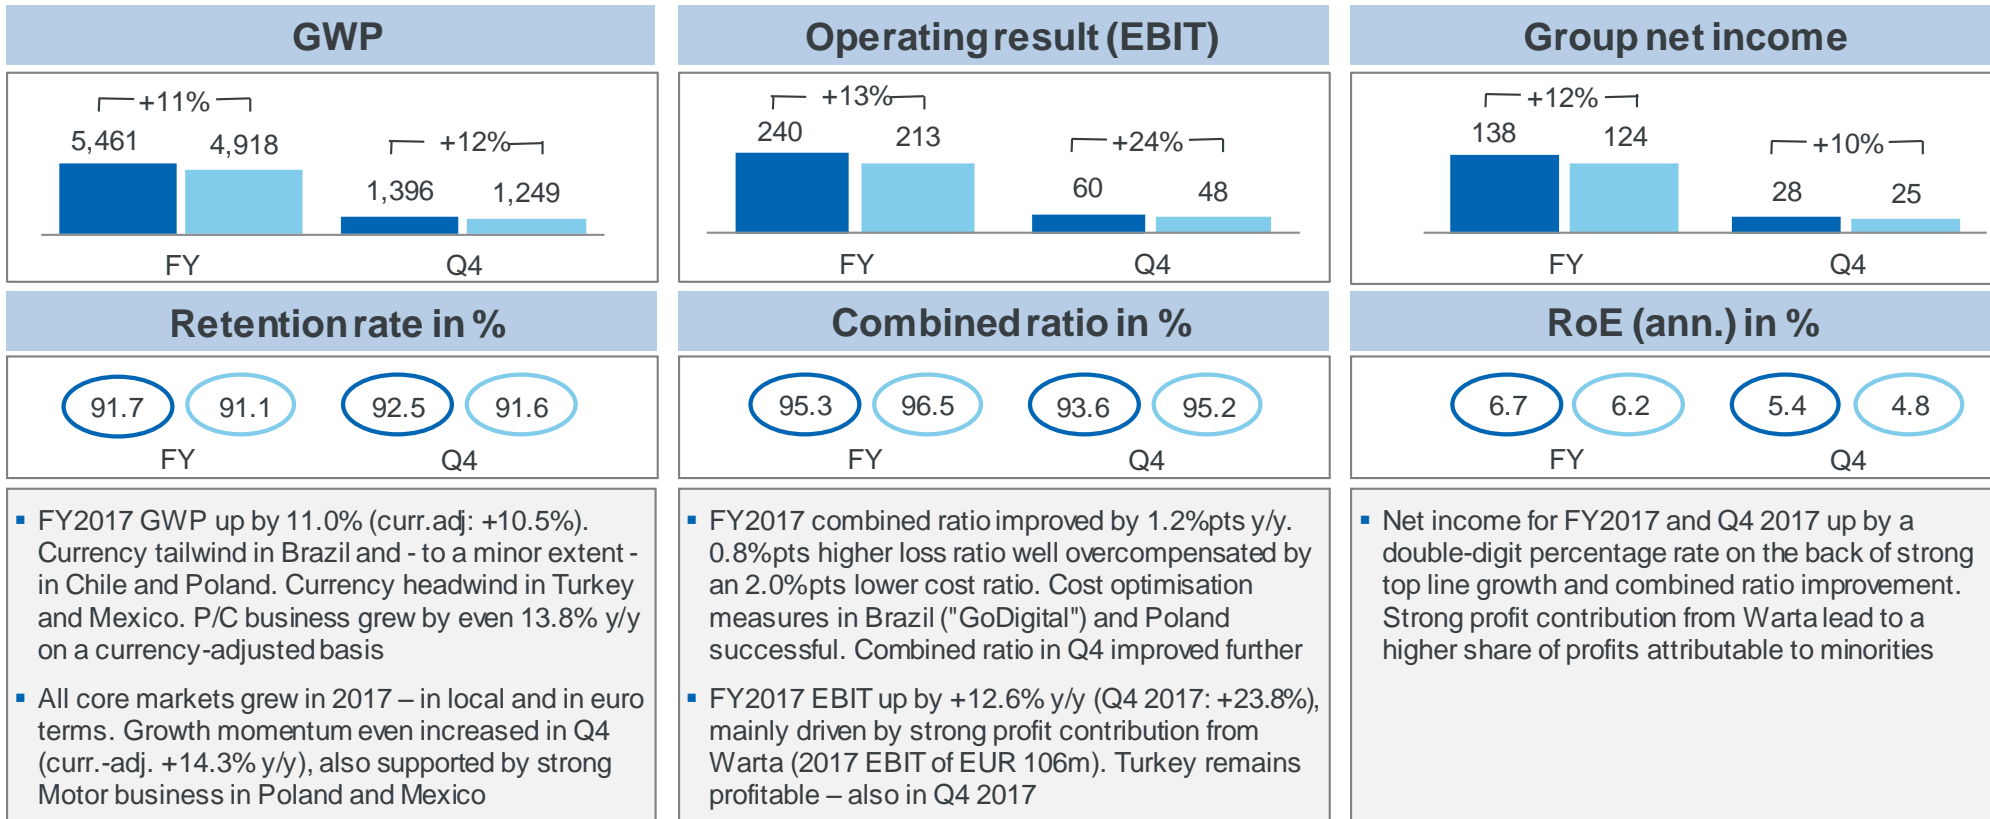 GWP
+11%
5,461
4,918
+12%
1,396
1,249
FY
Q4
Operating result (EBIT)
+13%
240
213
+24%
60
48
FY
Q4
Group net income
+12%
138
124
+10%
28
25
FY
Q4
Retention rate in %
91.7
91.1
92.5
91.6
FY
Q4
Combined ratio in %
95.3
96.5
93.6
95.2
FY
Q4
RoE (ann.) in %
6.7
6.2
5.4
4.8
FY
Q4
▪ FY2017 GWP up by 11.0% (curr.adj: +10.5%).
Currency tailwind in Brazil and - to a minor extent -
in Chile and Poland. Currency headwind in Turkey
and Mexico. P/C business grew by even 13.8% y/y
on a currency-adjusted basis
▪ All core markets grew in 2017 – in local and in euro
terms. Growth momentum even increased in Q4
(curr.-adj. +14.3% y/y), also supported by strong
Motor business in Poland and Mexico
▪ FY2017 combined ratio improved by 1.2%pts y/y.
0.8%pts higher loss ratio well overcompensated by
an 2.0%pts lower cost ratio. Cost optimisation
measures in Brazil ("GoDigital") and Poland
successful. Combined ratio in Q4 improved further
▪ FY2017 EBIT up by +12.6% y/y (Q4 2017: +23.8%),
mainly driven by strong profit contribution from
Warta (2017 EBIT of EUR 106m). Turkey remains
profitable – also in Q4 2017
▪ Net income for FY2017 and Q4 2017 up by a
double-digit percentage rate on the back of strong
top line growth and combined ratio improvement.
Strong profit contribution from Warta lead to a
higher share of profits attributable to minorities